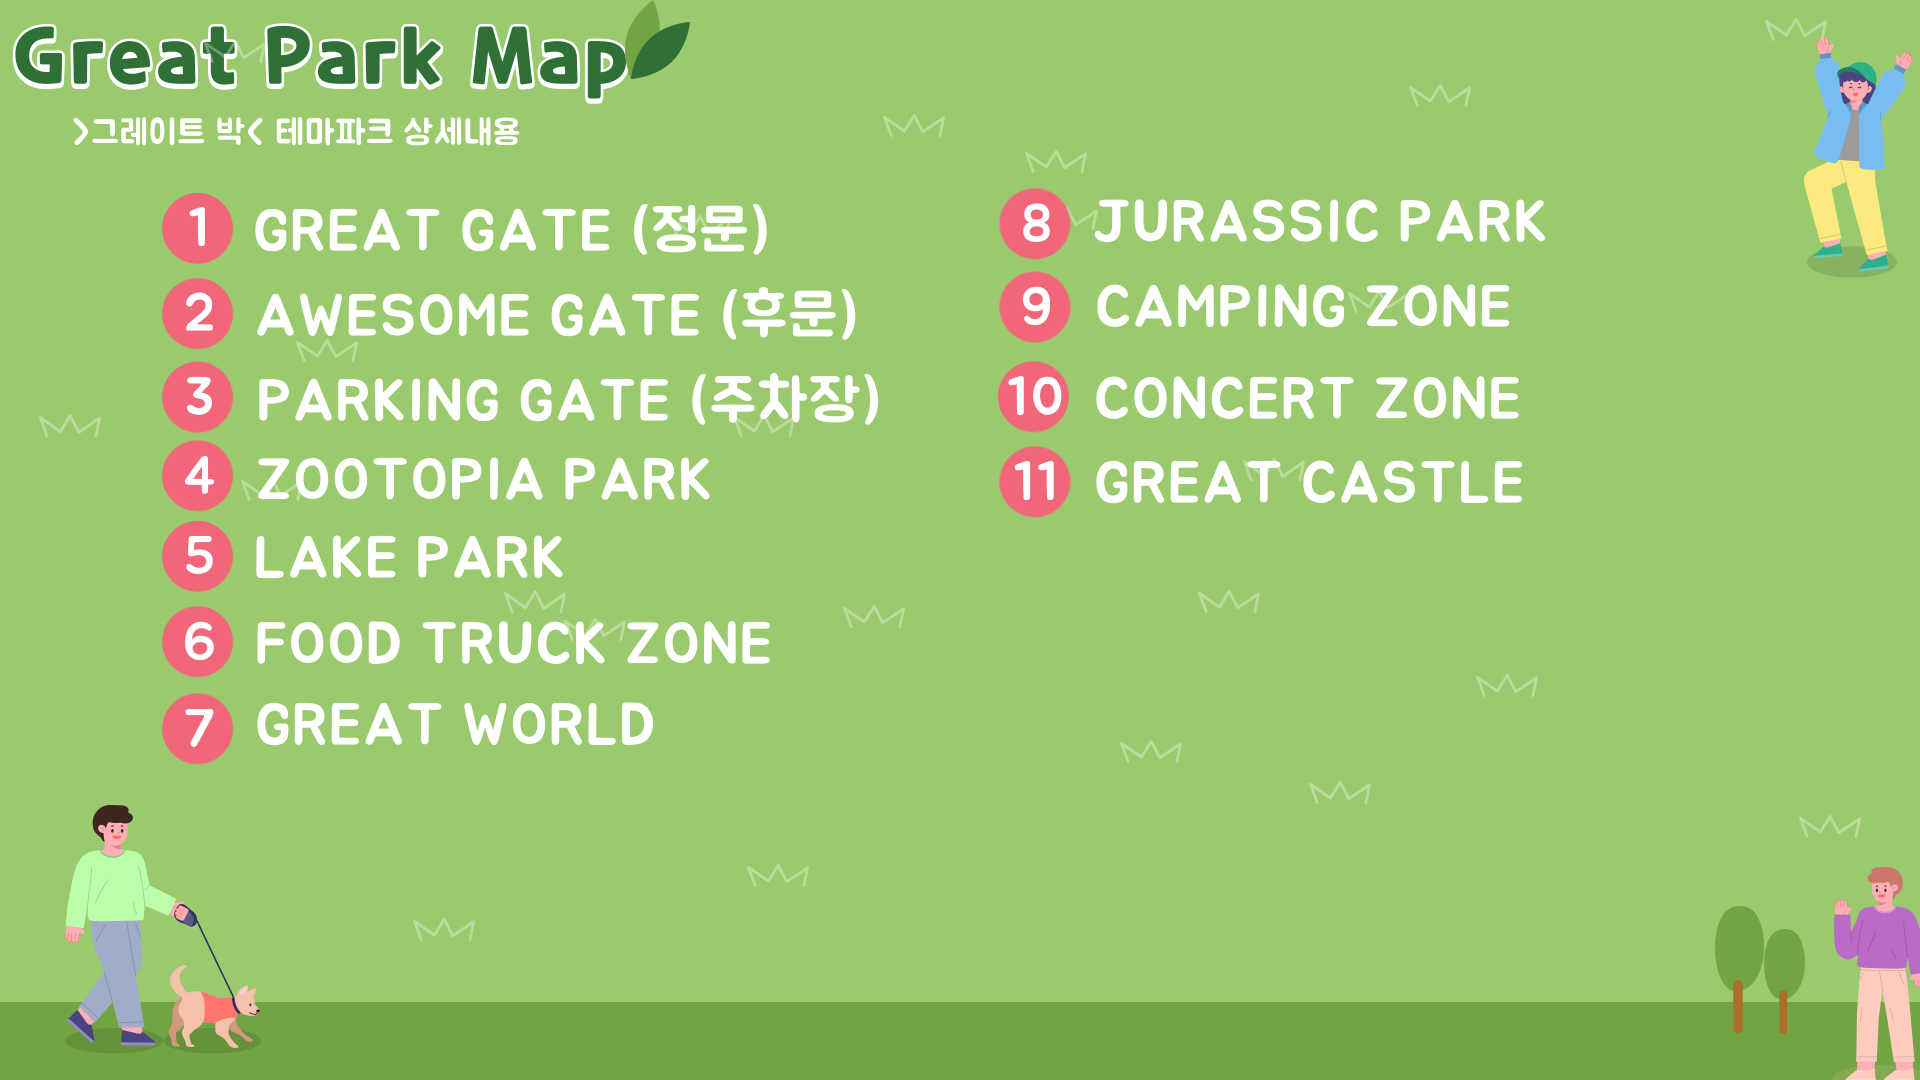 Great Park Map
>그레이트 박< 테마파크 상세내용
1 GREAT GATE (정문)
2 AWESOME GATE (후문)
3 PARKING GATE (주차장)
4 ZOOTOPIA PARK
5 LAKE PARK
6 FOOD TRUCK ZONE
7 GREAT WORLD
8 JURASSIC PARK
9 CAMPING ZONE
10 CONCERT ZONE
11 GREAT CASTLE